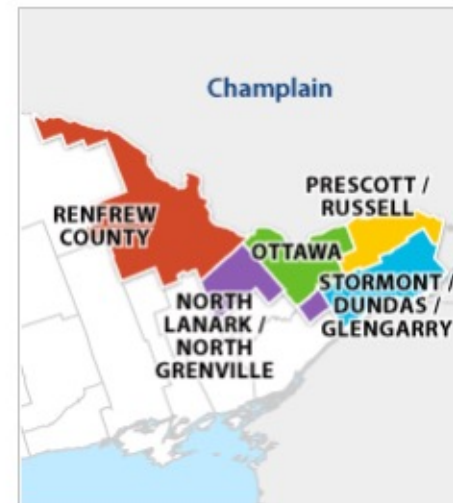 Champlain
PRESCOTT /
RUSSELL
RENFREW
COUNTY
OTTAWA
STORMONT /
DUNDAS /
GLENGARRY
NORTH
LANARK /
NORTH
GRENVILLE